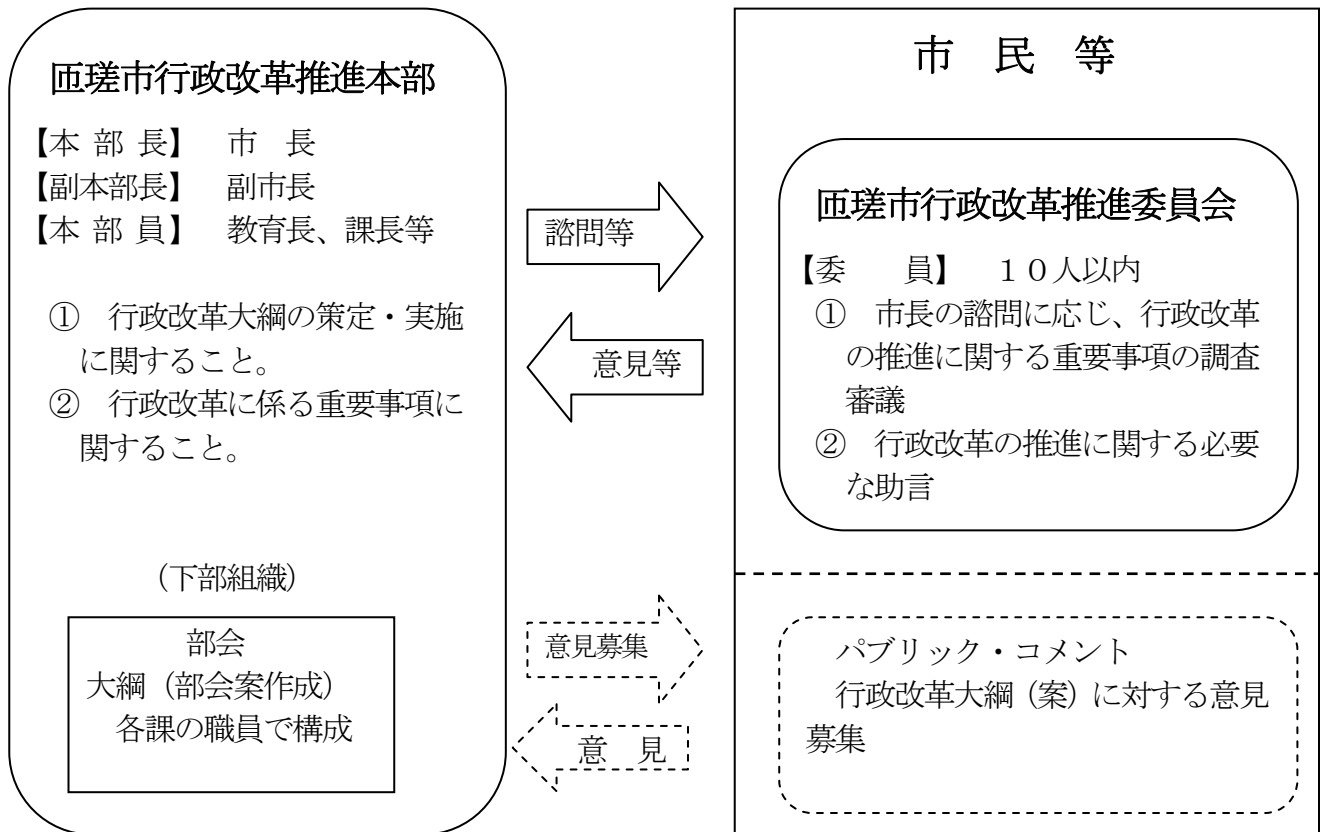 匝瑳市行政改革推進本部
【本 部 長】　市　長
【副本部長】　副市長
【本 部 員】　教育長、課長等
①　行政改革大綱の策定・実施
に関すること。
②　行政改革に係る重要事項に
関すること。
（下部組織）
部会
大綱（部会案作成）
各課の職員で構成
諮問等
意見等
意見募集
意　見
市　民　等
匝瑳市行政改革推進委員会
【委　　員】　１０人以内
①　市長の諮問に応じ、行政改革
の推進に関する重要事項の調査
審議
②　行政改革の推進に関する必要
な助言
パブリック・コメント
行政改革大綱（案）に対する意見
募集